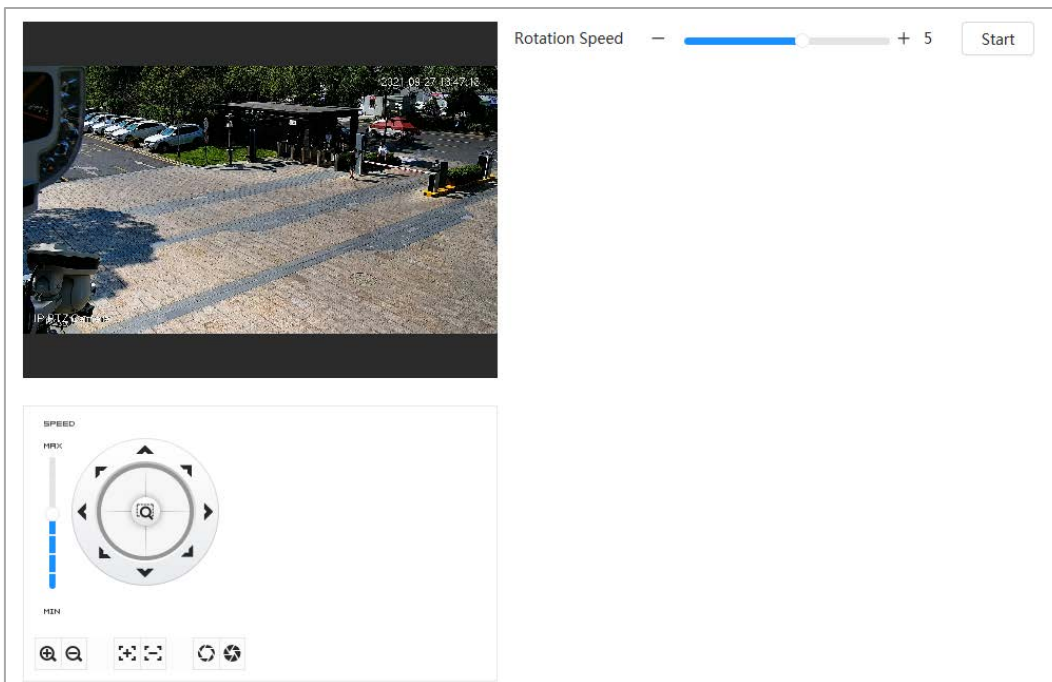 Rotation Speed — + 5 Start
2021-09-27 13:47:18
IP PTZ Camera
SPEED
MAX
MIN